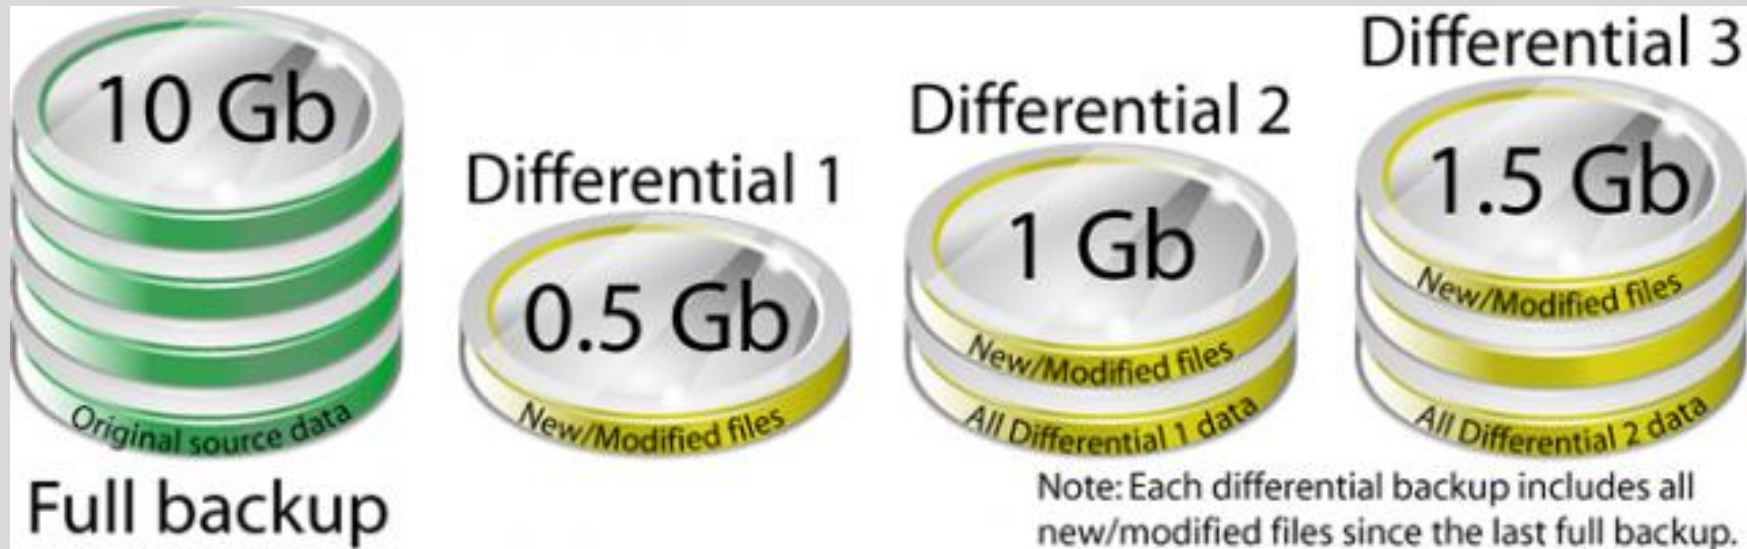 10 Gb
Original source data
Full backup
Differential 1
0.5 Gb
New/Modified files
Differential 2
1 Gb
New/Modified files
All Differential 1 data
Differential 3
1.5 Gb
New/Modified files
All Differential 2 data
Note: Each differential backup includes all
new/modified files since the last full backup.